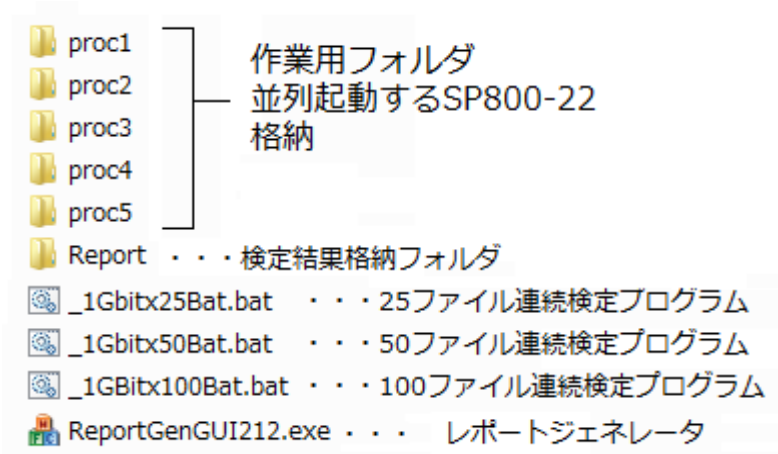 proc1
proc2
proc3
proc4
proc5
作業用フォルダ
並列起動するSP800-22
格納
Report ・・・検定結果格納フォルダ
_1Gbitx25Bat.bat ・・・25ファイル連続検定プログラム
_1Gbitx50Bat.bat ・・・50ファイル連続検定プログラム
_1GBitx100Bat.bat ・・・100ファイル連続検定プログラム
ReportGenGUI212.exe・・・ レポートジェネレータ